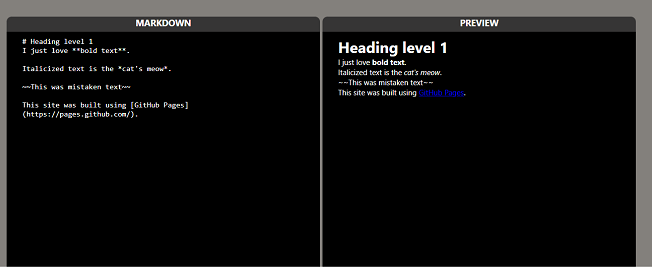 MARKDOWN
# Heading level 1
I just love **bold text**.
Italicized text is the *cat's meow*.
~~This was mistaken text~~
This site was built using [GitHub Pages]
(https://pages.github.com/).
PREVIEW
Heading level 1
I just love bold text.
Italicized text is the cat's meow.
~~This was mistaken text~~
This site was built using GitHub Pages.